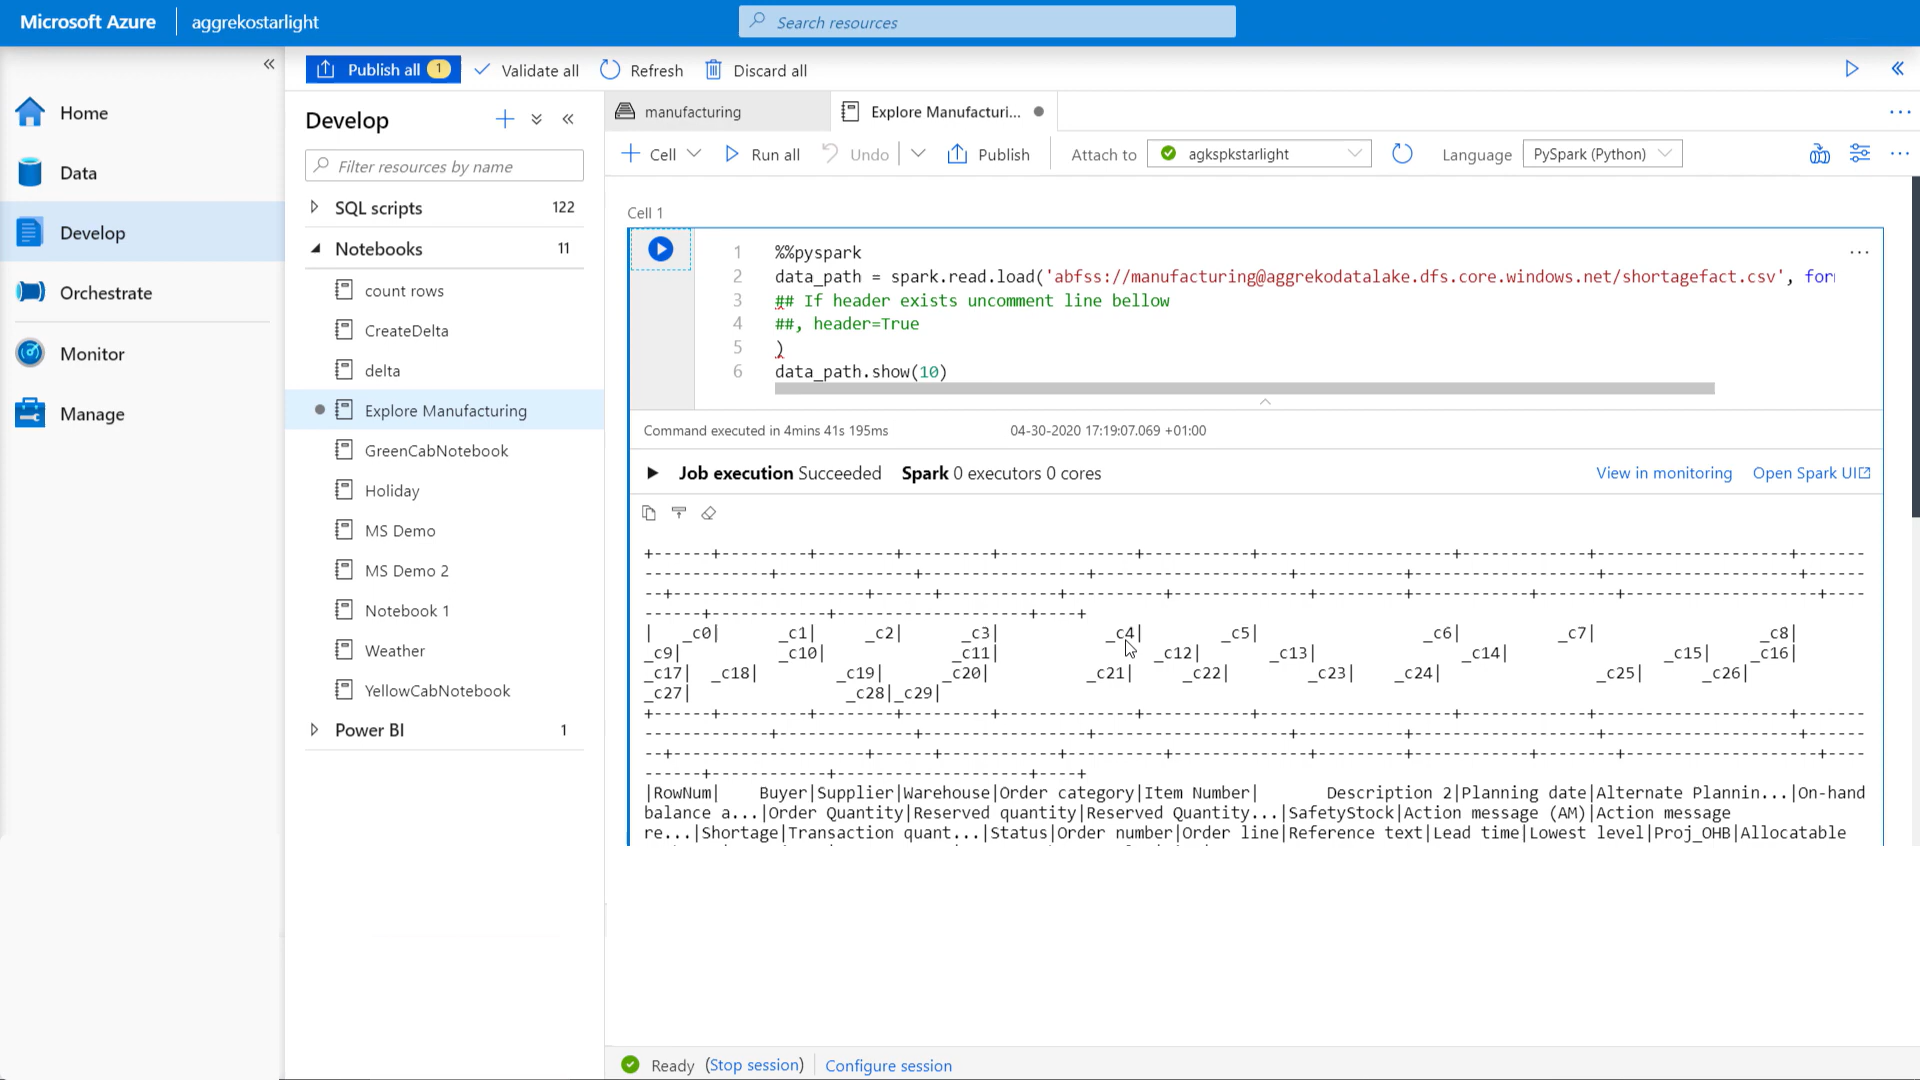 Microsoft Azure
aggrekostarlight
Search resources
Publish all 1
Validate all
Refresh
Discard all
Home
Data
Develop
Orchestrate
Monitor
Manage
Develop
Filter resources by name
SQL scripts 122
Notebooks 11
count rows
CreateDelta
delta
Explore Manufacturing
GreenCabNotebook
Holiday
MS Demo
MS Demo 2
Notebook 1
Weather
YellowCabNotebook
Power BI 1
manufacturing
Explore Manufacturi...
Cell
Run all
Undo
Publish
Attach to
agkspkstarlight
Language
PySpark (Python)
Cell 1
1 %%pyspark
2 data_path = spark.read.load('abfss://manufacturing@aggrekodatalake.dfs.core.windows.net/shortagefact.csv', for
3 ## If header exists uncomment line bellow
4 ##, header=True
5 )
6 data_path.show(10)
Command executed in 4mins 41s 195ms 04-30-2020 17:19:07.069 +01:00
Job execution Succeeded Spark 0 executors 0 cores
View in monitoring
Open Spark UI
+------+---------+--------+---------+--------------+-----------+--------------------+-------------+--------------------+-------
-------------+--------------+-----------------+--------------------+-----------+-------------------+--------------------+------
--+--------------------+------+------------+----------+--------------+------------+--------+--------------------+----
------+------------+--------------------+----+
| _c0| _c1| _c2| _c3| _c4| _c5| _c6| _c7| _c8|
_c9| _c10| _c11| _c12| _c13| _c14| _c15| _c16|
_c17| _c18| _c19| _c20| _c21| _c22| _c23| _c24| _c25| _c26|
_c27| _c28|_c29|
+------+---------+--------+---------+--------------+-----------+--------------------+-------------+--------------------+-------
-------------+--------------+-----------------+--------------------+-----------+-------------------+--------------------+------
--+--------------------+------+------------+----------+--------------+------------+--------+--------------------+----
------+------------+--------------------+----+
|RowNum| Buyer|Supplier|Warehouse|Order category|Item Number| Description 2|Planning date|Alternate Plannin...|On-hand
balance a...|Order Quantity|Reserved quantity|Reserved Quantity...|SafetyStock|Action message (AM)|Action message
re...|Shortage|Transaction quant...|Status|Order number|Order line|Reference text|Lead time|Lowest level|Proj_OHB|Allocatable
Ready (Stop session)
Configure session